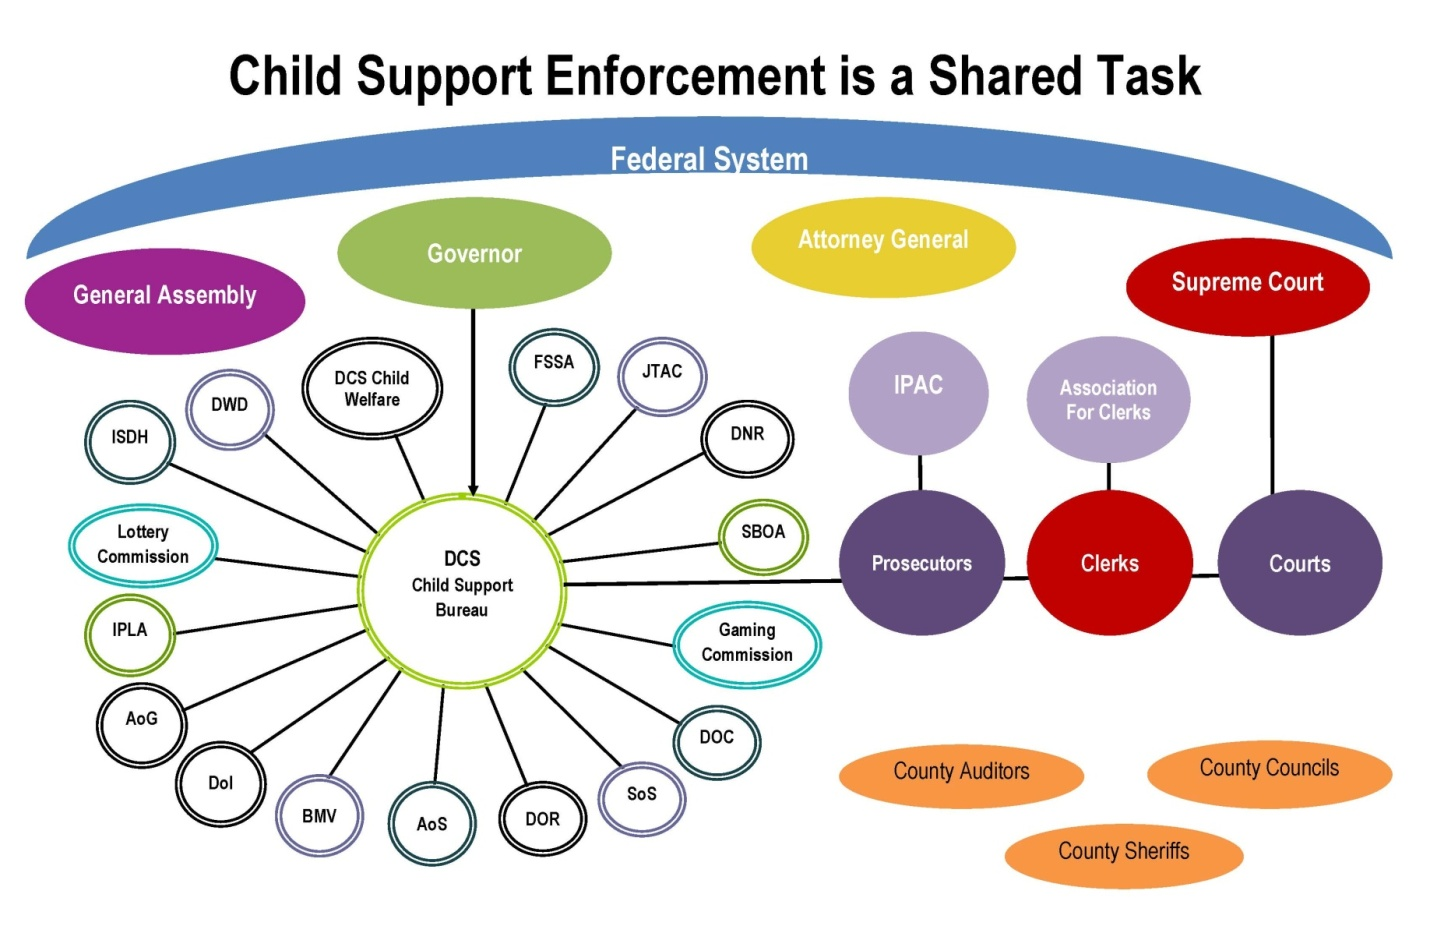 Child Support Enforcement is a Shared Task
Federal System
General Assembly
Governor
Attorney General
Supreme Court
ISDH
DWD
DCS Child
Welfare
FSSA
JTAC
DNR
IPAC
Association
For Clerks
Lottery
Commission
DCS
Child Support
Bureau
SBOA
Prosecutors
Clerks
Courts
IPLA
Gaming
Commission
AoG
DoI
BMV
AoS
DOR
SoS
DOC
County Auditors
County Councils
County Sheriffs